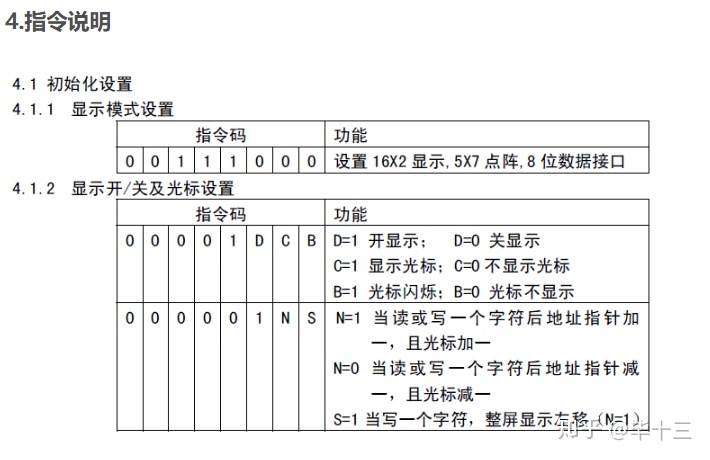 4.指令说明
4.1 初始化设置
4.1.1 显示模式设置
指令码 功能
0 0 1 1 1 0 0 0 设置 16X2 显示,5X7 点阵,8 位数据接口
4.1.2 显示开/关及光标设置
指令码 功能
0 0 0 0 1 D C B D=1 开显示； D=0 关显示
C=1 显示光标；C=0 不显示光标
B=1 光标闪烁；B=0 光标不显示
0 0 0 0 0 1 N S N=1 当读或写一个字符后地址指针加
一，且光标加一
N=0 当读或写一个字符后地址指针减
一，且光标减一
S=1 当写一个字符，整屏显示左移（N=1）
知乎 @毕十三